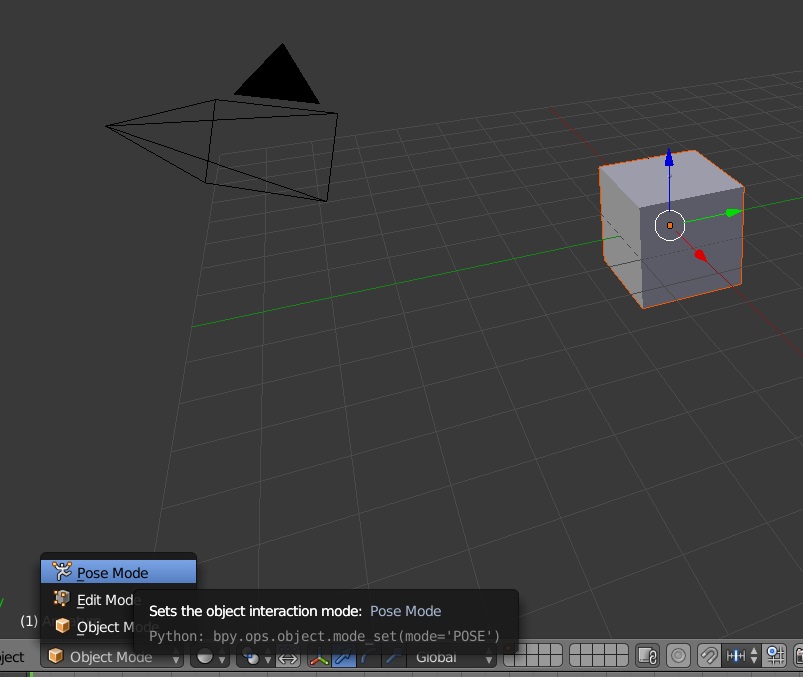 Pose Mode
Edit Mode
Object Mo
Sets the object interaction mode: Pose Mode
Python: bpy.ops.object.mode_set(mode='POSE')
(1)
ject
Object Mode
Global